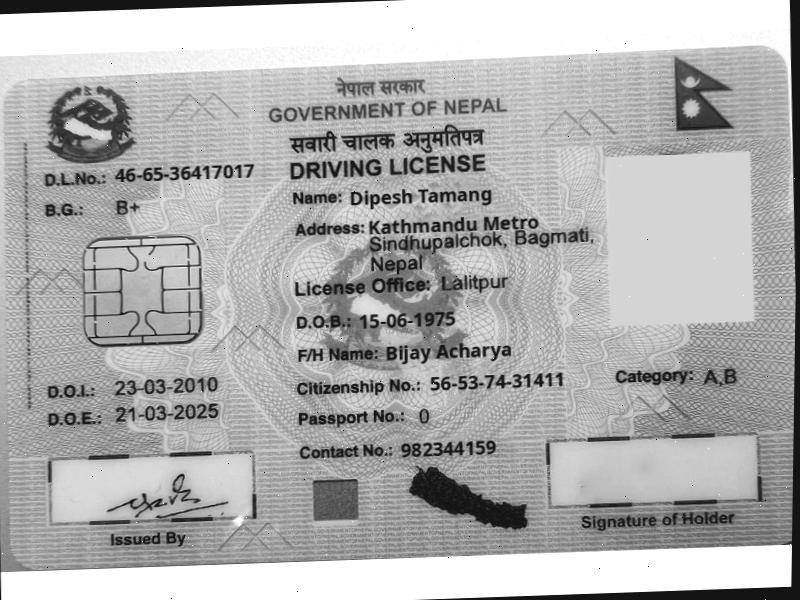 नेपाल सरकार
GOVERNMENT OF NEPAL
सवारी चालक अनुमतिपत्र
DRIVING LICENSE
D.L.No.: 46-65-36417017
B.G.: B+
Name: Dipesh Tamang
Address: Kathmandu Metro
Sindhupalchok, Bagmati,
Nepal
License Office: Lalitpur
D.O.B.: 15-06-1975
F/H Name: Bijay Acharya
D.O.I.: 23-03-2010
Citizenship No.: 56-53-74-31411
Category: A,B
D.O.E.: 21-03-2025
Passport No.: 0
Contact No.: 982344159
Issued By
Signature of Holder